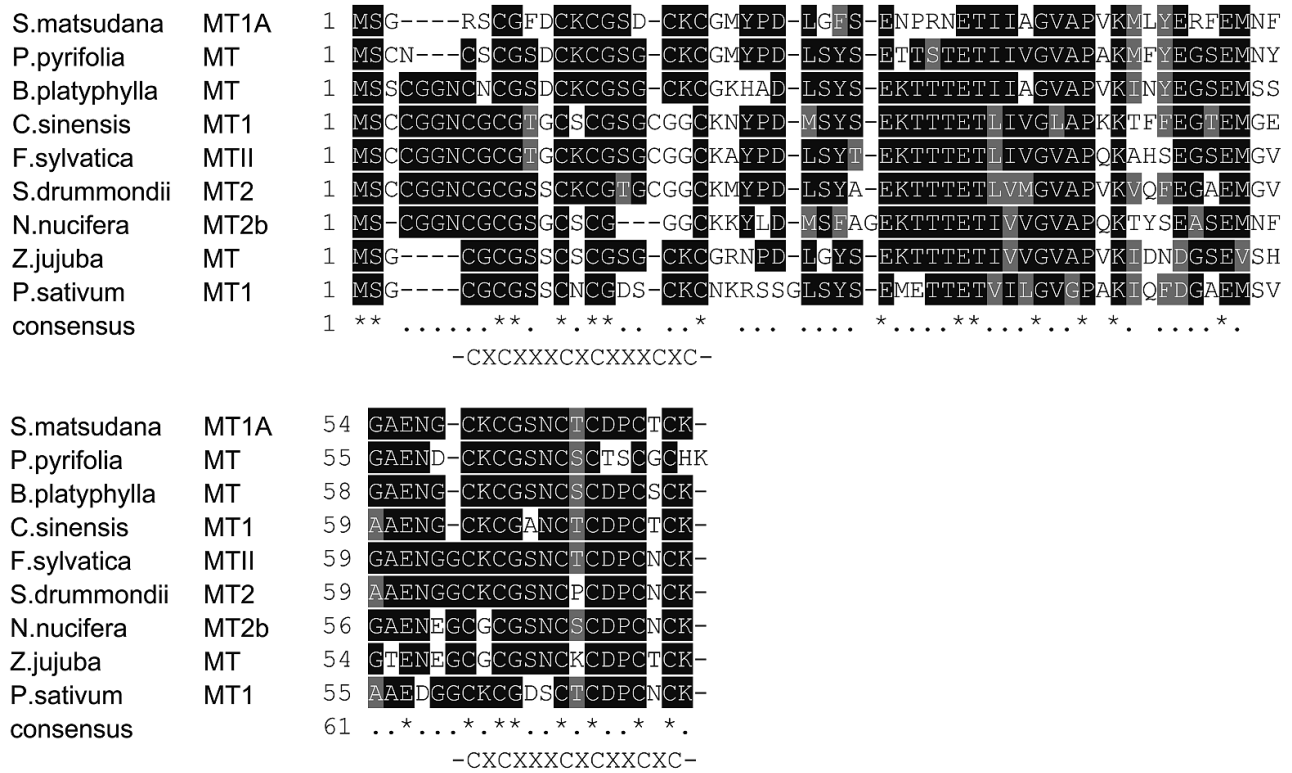 S.matsudana MT1A 1 MSG----RSCGFDCKCGSD-CKCGMYPD-LGFS-ENPRNETIIAGVAPVKMLYERFEMNF
P.pyrifolia MT 1 MSCN---CSCGSDCKCGSG-CKCGMYPD-LSYS-ETTSTETIIVGVAPAKMFYEGSEMNY
B.platyphylla MT 1 MSSCGGNCNCGSDCKCGSG-CKCGKHAD-LSYS-EKTTTETIIAGVAPVKINYEGSEMSS
C.sinensis MT1 1 MSCCGGNCGCGTGCSCGSGCGGCKNYPD-MSYS-EKTTTETLIVGLAPKKTFFEGTEMGE
F.sylvatica MTII 1 MSCCGGNCGCGTGCKCGSGCGGCKAYPD-LSYT-EKTTTETLIVGVAPQKAHSEGSEMGV
S.drummondii MT2 1 MSCCGGNCGCGSSCKCGTGCGGCKMYPD-LSYA-EKTTTETLVMGVAPVKVQFEGAEMGV
N.nucifera MT2b 1 MS-CGGNCGCGSGCSCG---GGCKKYLD-MSFAGEKTTTETIVVGVAPQKTYSEASEMNF
Z.jujuba MT 1 MSG----CGCGSSCSCGSG-CKCGRNPD-LGYS-EKTTTETIVVGVAPVKIDNDGSEVSH
P.sativum MT1 1 MSG----CGCGSSCNCGDS-CKCNKRSSGLSYS-EMETTETVILGVGPAKIQFDGAEMSV
consensus 1 ** ......**. *.**.. ..*  ... .... *....**...*.* *. ....*.
-CXCXXXCXCXXXCXC-
S.matsudana MT1A 54 GAENG-CKCGSNCTCDPCTCK-
P.pyrifolia MT 55 GAEND-CKCGSNCSCTSCGCHK
B.platyphylla MT 58 GAENG-CKCGSNCSCDPCSCK-
C.sinensis MT1 59 AAENG-CKCGANCTCDPCTCK-
F.sylvatica MTII 59 GAENGGCKCGSNCTCDPCNCK-
S.drummondii MT2 59 AAENGGCKCGSNCPCDPCNCK-
N.nucifera MT2b 56 GAENEGCGCGSNCSCDPCNCK-
Z.jujuba MT 54 GTENEGCGCGSNCKCDPCTCK-
P.sativum MT1 55 AAEDGGCKCGDSCTCDPCNCK-
consensus 61 ..*...*.**..*.*..* *.
-CXCXXXCXCXXCXC-